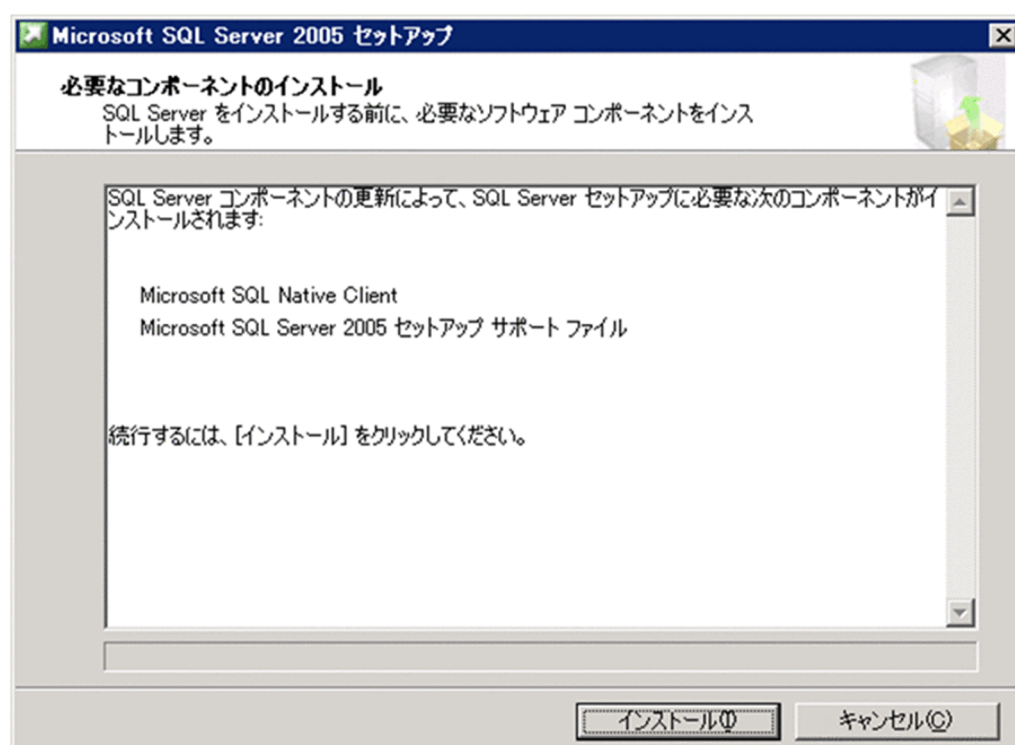 Microsoft SQL Server 2005 セットアップ
必要なコンポーネントのインストール
SQL Server をインストールする前に、必要なソフトウェア コンポーネントをインス
トールします。
SQL Server コンポーネントの更新によって、SQL Server セットアップに必要な次のコンポーネントがイ
ンストールされます:
Microsoft SQL Native Client
Microsoft SQL Server 2005 セットアップ サポート ファイル
続行するには、[インストール] をクリックしてください。
インストール(I)
キャンセル(C)